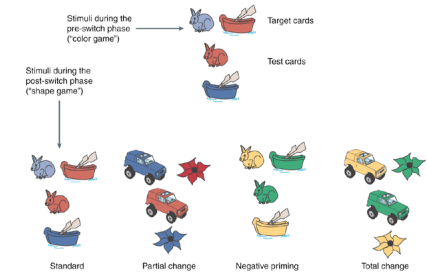 Stimuli during the
pre-switch phase
("color game")
Target cards
Test cards
Stimuli during the
post-switch phase
("shape game")
Standard
Partial change
Negative priming
Total change